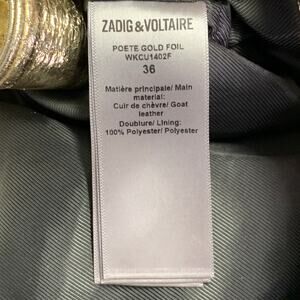 ZADIG & VOLTAIRE
POETE GOLD FOIL
WKCU1402F
36
Matière principale/ Main
material:
Cuir de chèvre/ Goat
leather
Doublure/ Lining:
100% Polyester/ Polyester